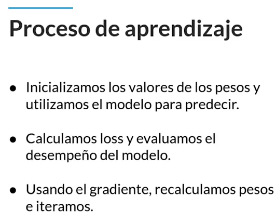 Proceso de aprendizaje
● Inicializamos los valores de los pesos y
utilizamos el modelo para predecir.
● Calculamos loss y evaluamos el
desempeño del modelo.
● Usando el gradiente, recalculamos pesos
e iteramos.